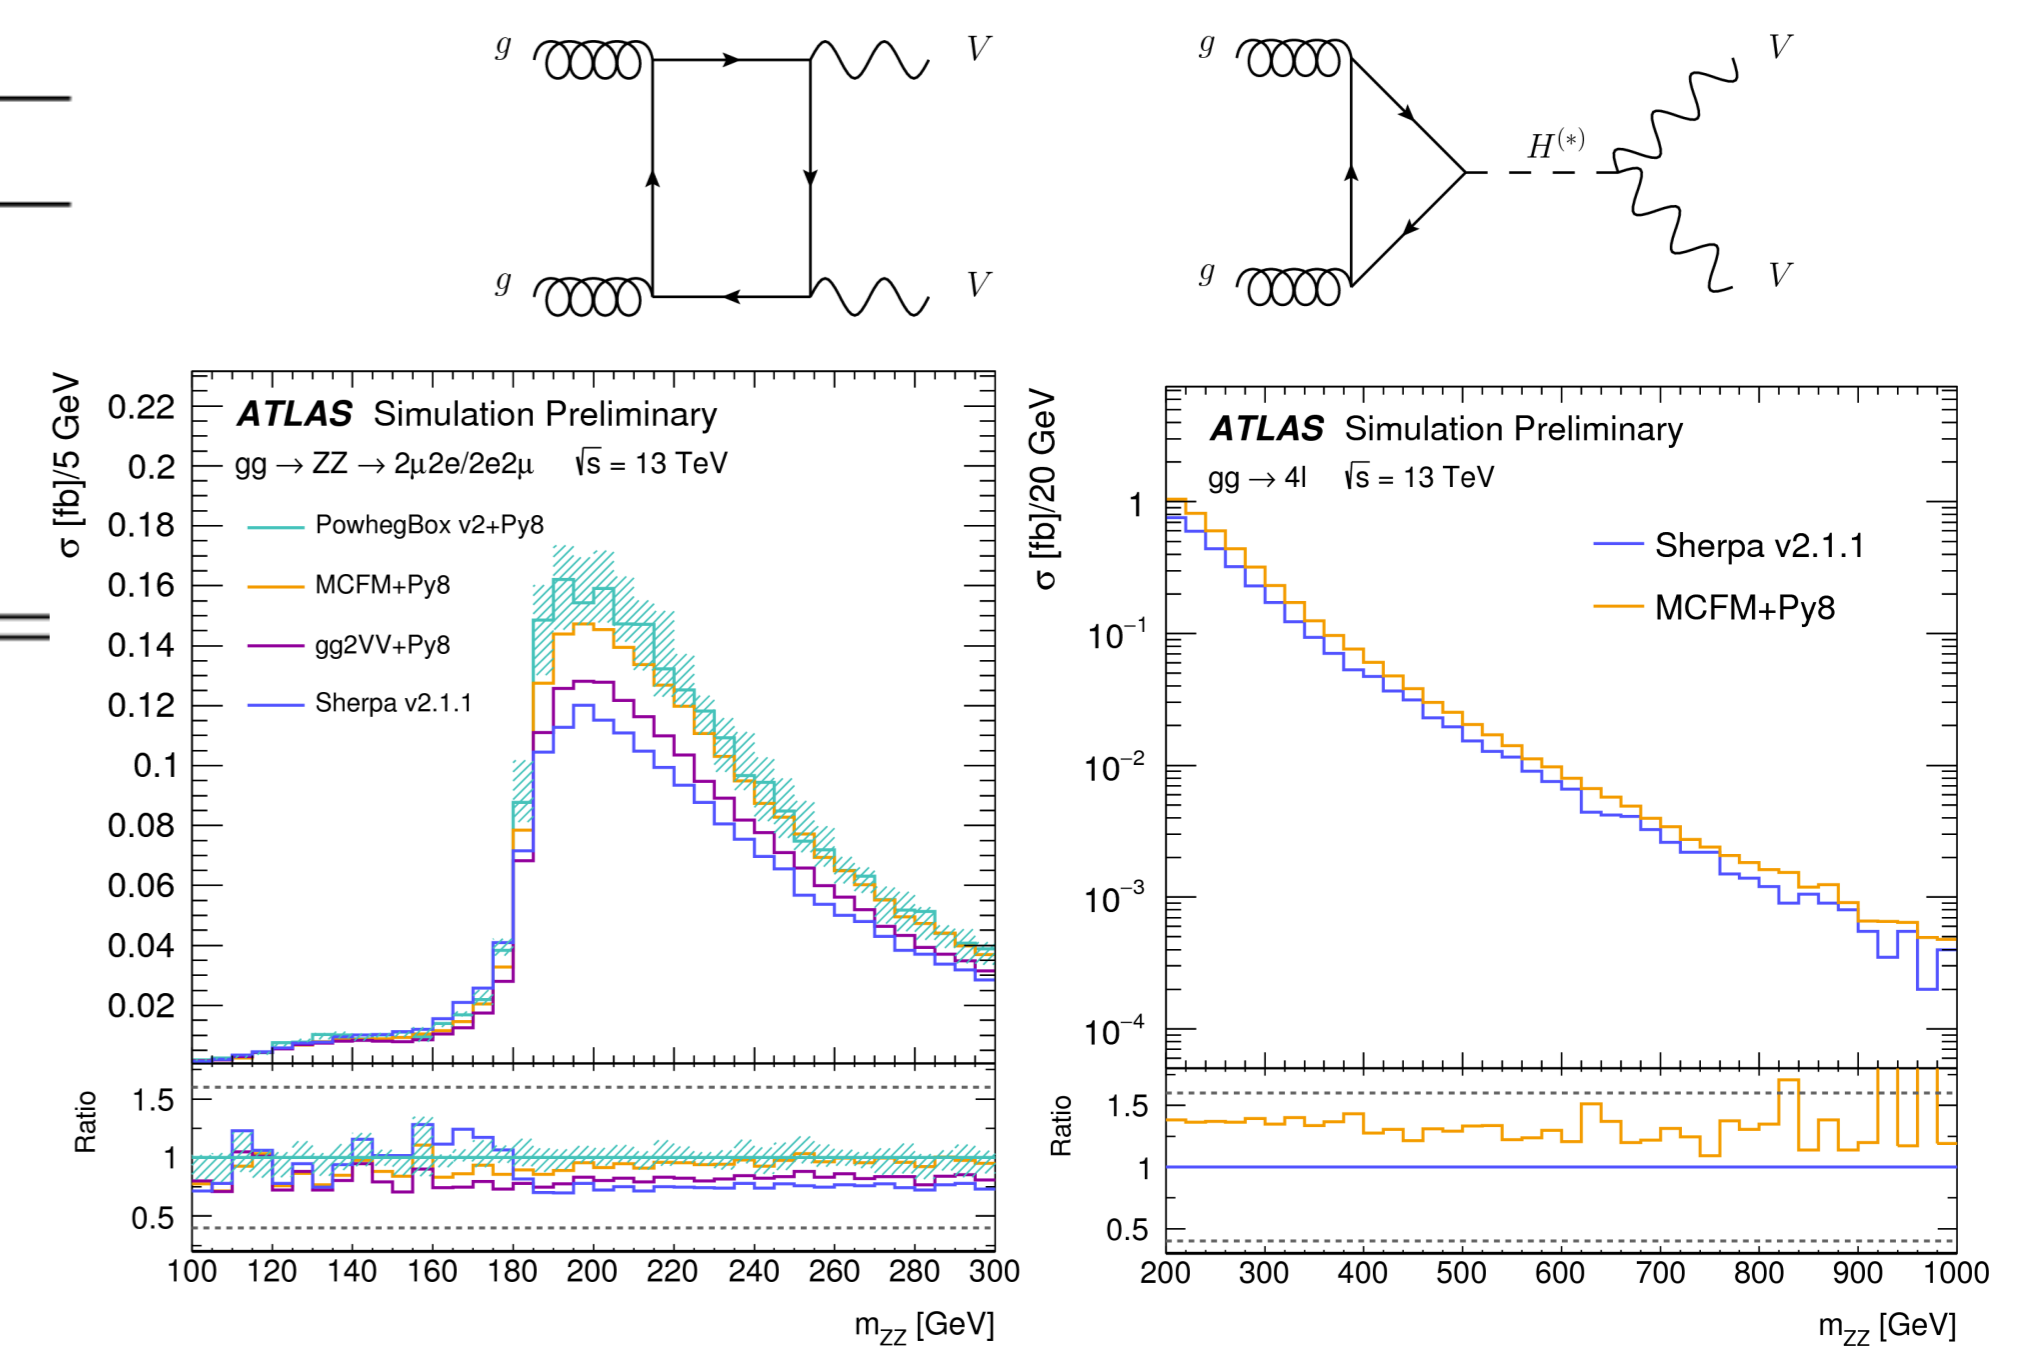 g
V
g
V
g
V
H(*)
g
V
σ [fb]/5 GeV
0.22
0.2
0.18
0.16
0.14
0.12
0.1
0.08
0.06
0.04
0.02
ATLAS Simulation Preliminary
gg → ZZ → 2μ2e/2e2μ √s = 13 TeV
PowhegBox v2+Py8
MCFM+Py8
gg2VV+Py8
Sherpa v2.1.1
Ratio
1.5
1
0.5
100 120 140 160 180 200 220 240 260 280 300
mZZ [GeV]
σ [fb]/20 GeV
1
10−1
10−2
10−3
10−4
ATLAS Simulation Preliminary
gg → 4l √s = 13 TeV
Sherpa v2.1.1
MCFM+Py8
Ratio
1.5
1
0.5
200 300 400 500 600 700 800 900 1000
mZZ [GeV]